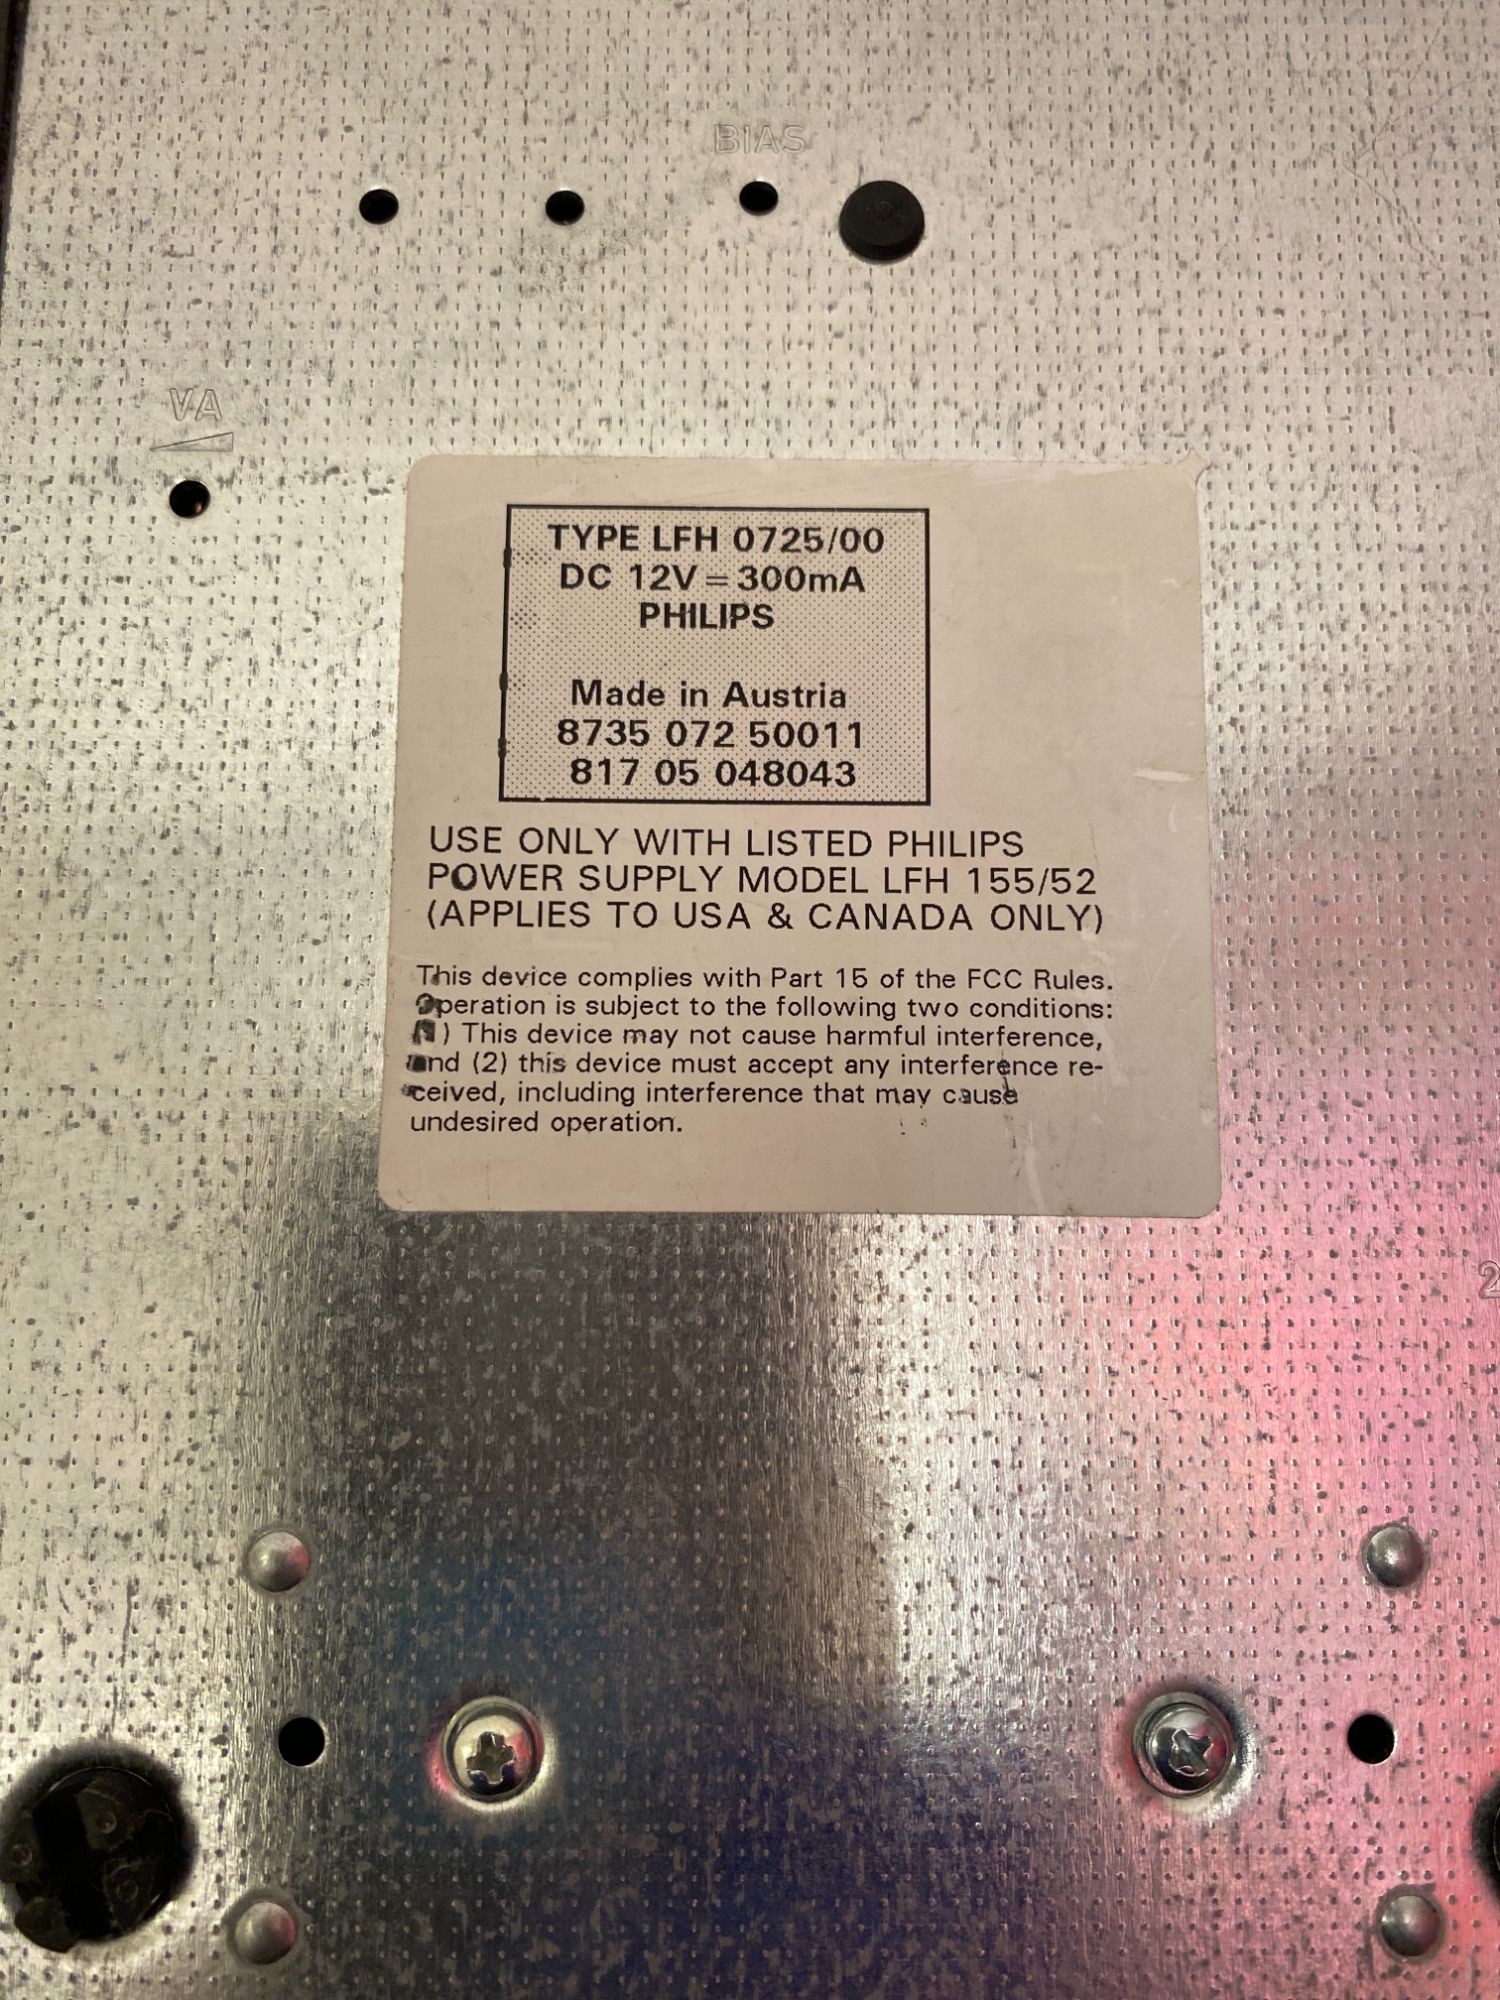 BIAS
VA
TYPE LFH 0725/00
DC 12V = 300mA
PHILIPS
Made in Austria
8735 072 50011
817 05 048043
USE ONLY WITH LISTED PHILIPS
POWER SUPPLY MODEL LFH 155/52
(APPLIES TO USA & CANADA ONLY)
This device complies with Part 15 of the FCC Rules.
Operation is subject to the following two conditions:
(1) This device may not cause harmful interference,
and (2) this device must accept any interference re-
ceived, including interference that may cause
undesired operation.
2